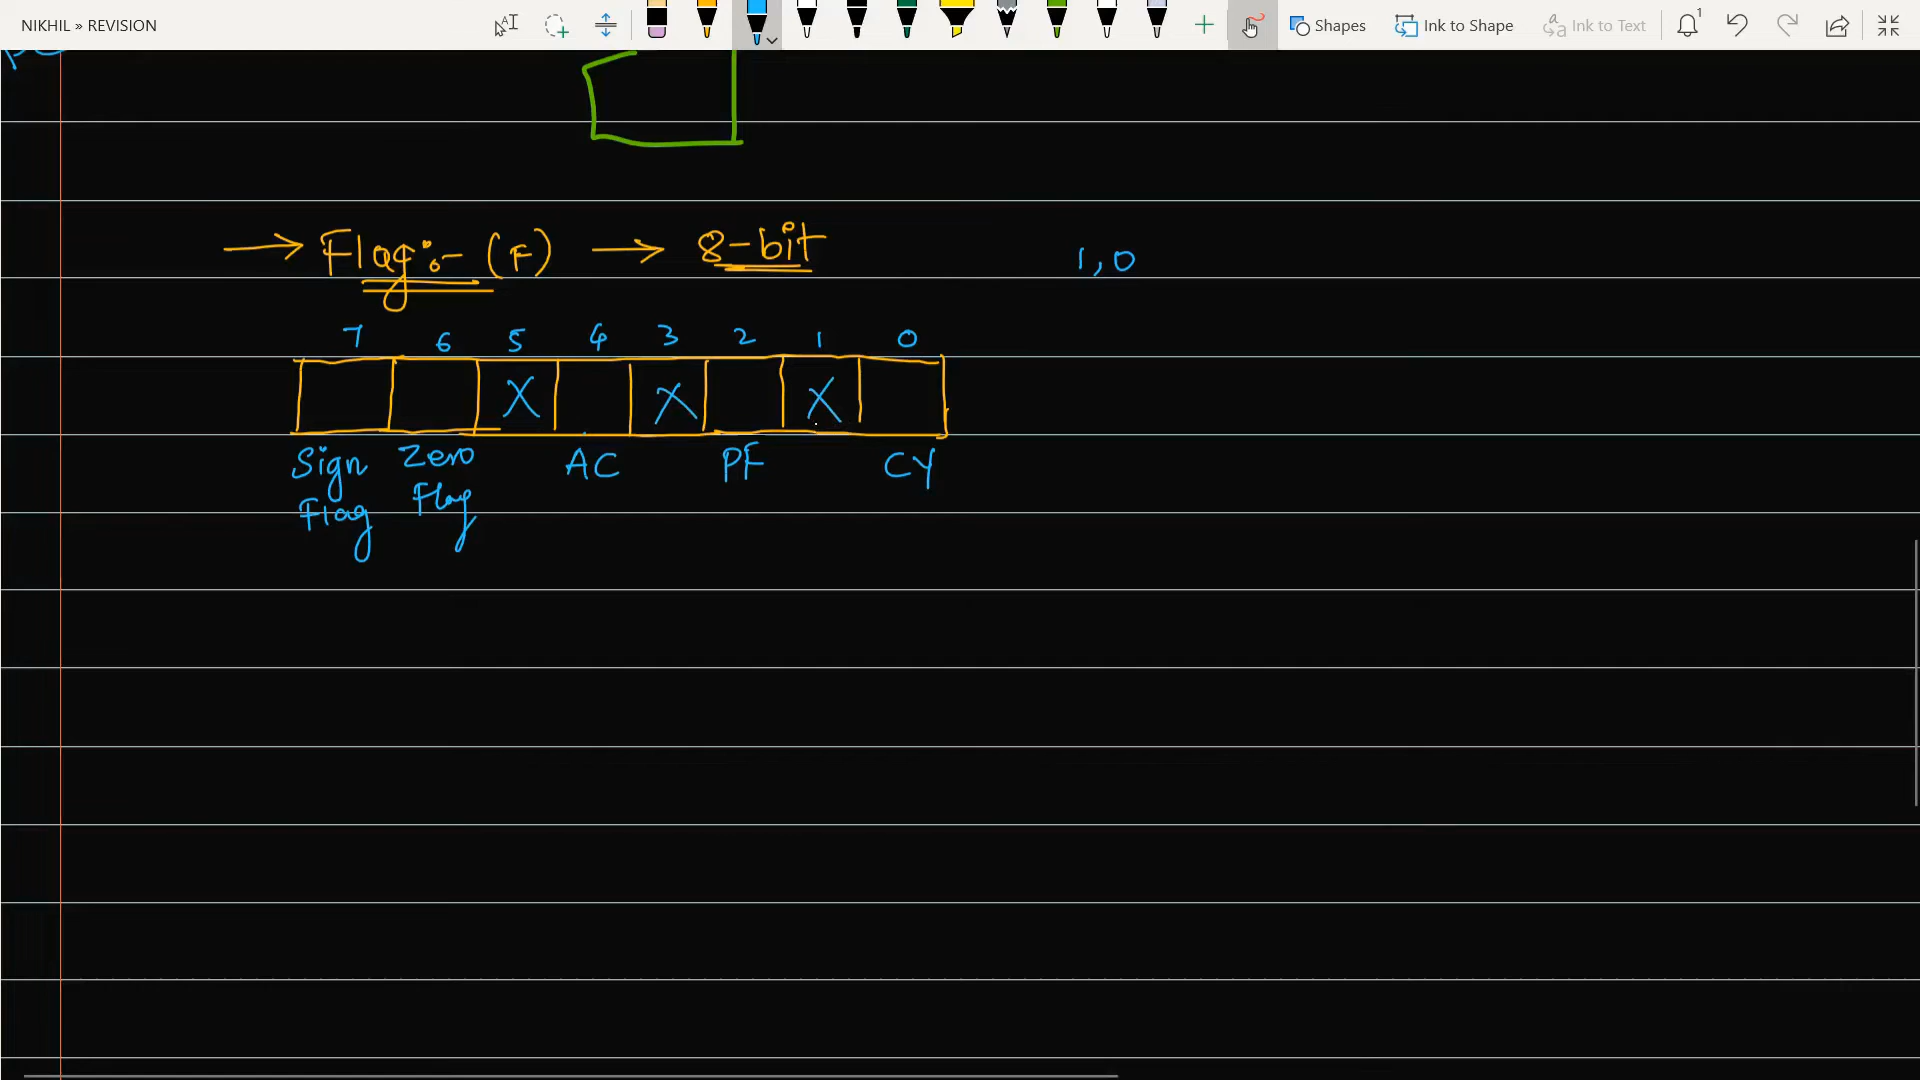 NIKHIL » REVISION
Shapes Ink to Shape Ink to Text 1
→ Flag:- (F) → 8-bit 1, 0
7 6 5 4 3 2 1 0
X X X
Sign Zero AC PF CY
Flag Flag